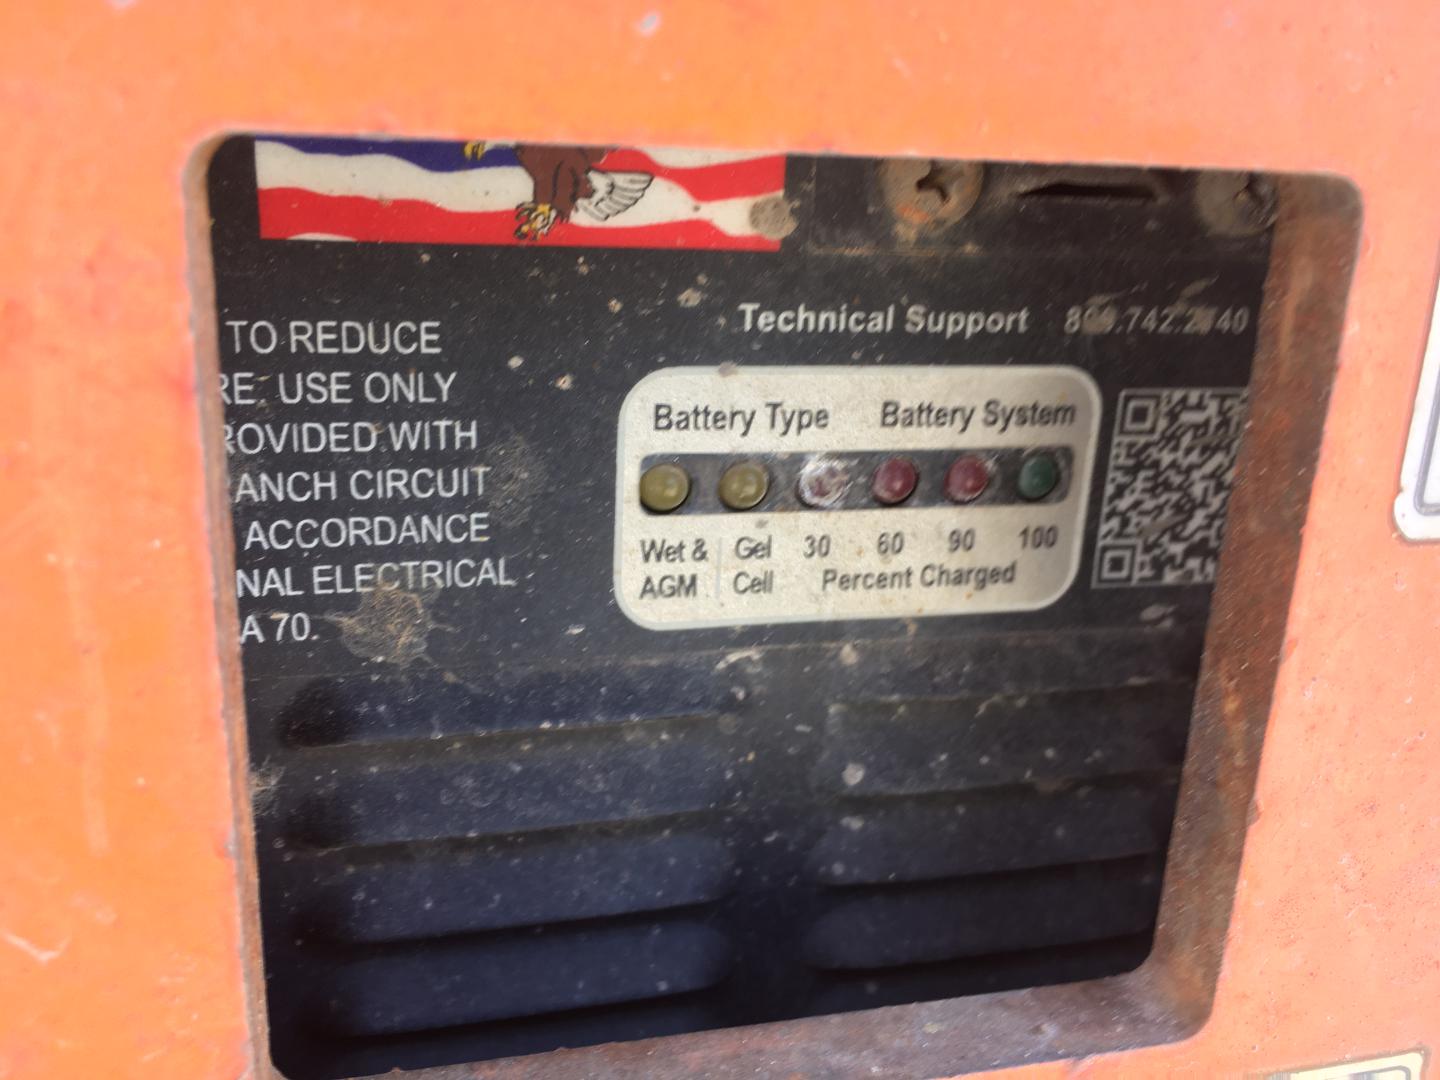 TO REDUCE
RE. USE ONLY
ROVIDED WITH
ANCH CIRCUIT
ACCORDANCE
NAL ELECTRICAL
A 70.
Technical Support
Battery Type Battery System
Wet & Gel 30 60 90 100
AGM Cell Percent Charged